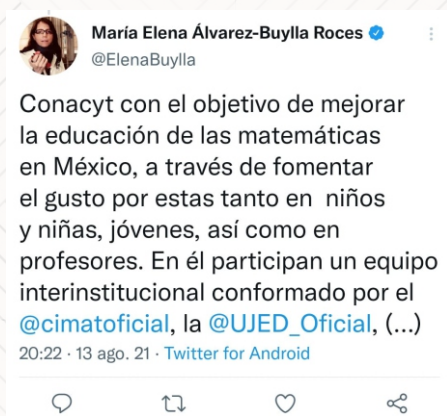 María Elena Álvarez-Buylla Roces
@ElenaBuylla
Conacyt con el objetivo de mejorar
la educación de las matemáticas
en México, a través de fomentar
el gusto por estas tanto en niños
y niñas, jóvenes, así como en
profesores. En él participan un equipo
interinstitucional conformado por el
@cimatoficial, la @UJED_Oficial, (...)
20:22 · 13 ago. 21 · Twitter for Android